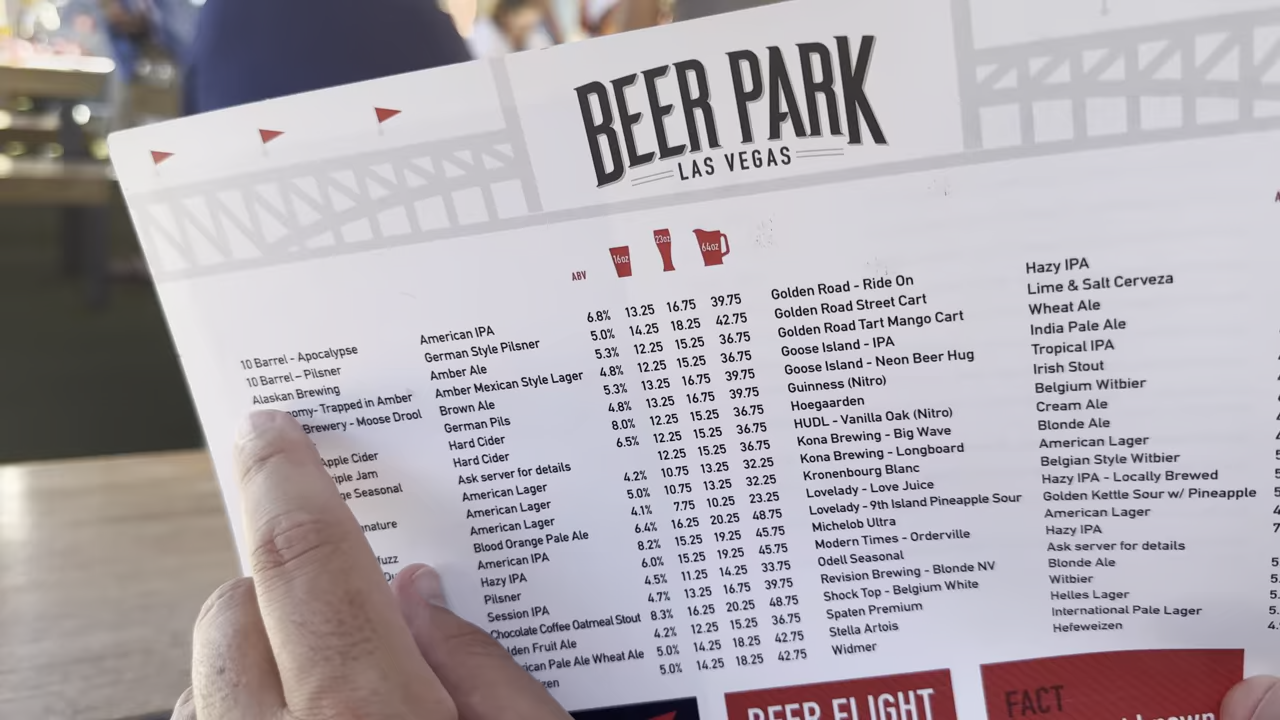 BEER PARK
LAS VEGAS
ABV 16oz 23oz 64oz
10 Barrel - Apocalypse American IPA 6.8% 13.25 16.75 39.75
10 Barrel – Pilsner German Style Pilsner 5.0% 14.25 18.25 42.75
Alaskan Brewing Amber Ale 5.3% 12.25 15.25 36.75
Trapped in Amber Amber Mexican Style Lager 4.8% 12.25 15.25 36.75
Brewery - Moose Drool Brown Ale 5.3% 13.25 16.75 39.75
German Pils 4.8% 13.25 16.75 39.75
Apple Cider Hard Cider 8.0% 12.25 15.25 36.75
Jam Hard Cider 6.5% 12.25 15.25 36.75
Seasonal Ask server for details 12.25 15.25 36.75
American Lager 4.2% 10.75 13.25 32.25
American Lager 5.0% 10.75 13.25 32.25
American Lager 4.1% 7.75 10.25 23.25
Blood Orange Pale Ale 6.4% 16.25 20.25 48.75
American IPA 8.2% 15.25 19.25 45.75
Hazy IPA 6.0% 15.25 19.25 45.75
Pilsner 4.5% 11.25 14.25 33.75
Session IPA 4.7% 13.25 16.75 39.75
Chocolate Coffee Oatmeal Stout 8.3% 16.25 20.25 48.75
Fruit Ale 4.2% 12.25 15.25 36.75
Pale Ale Wheat Ale 5.0% 14.25 18.25 42.75
5.0% 14.25 18.25 42.75
Golden Road - Ride On Hazy IPA
Golden Road Street Cart Lime & Salt Cerveza
Golden Road Tart Mango Cart Wheat Ale
Goose Island - IPA India Pale Ale
Goose Island - Neon Beer Hug Tropical IPA
Guinness (Nitro) Irish Stout
Hoegaarden Belgium Witbier
HUDL - Vanilla Oak (Nitro) Cream Ale
Kona Brewing - Big Wave Blonde Ale
Kona Brewing - Longboard American Lager
Kronenbourg Blanc Belgian Style Witbier
Lovelady - Love Juice Hazy IPA - Locally Brewed
Lovelady - 9th Island Pineapple Sour Golden Kettle Sour w/ Pineapple
Michelob Ultra American Lager
Modern Times - Orderville Hazy IPA
Odell Seasonal Ask server for details
Revision Brewing - Blonde NV Blonde Ale
Shock Top - Belgium White Witbier
Spaten Premium Helles Lager
Stella Artois International Pale Lager
Widmer Hefeweizen
BEER FLIGHT
FACT